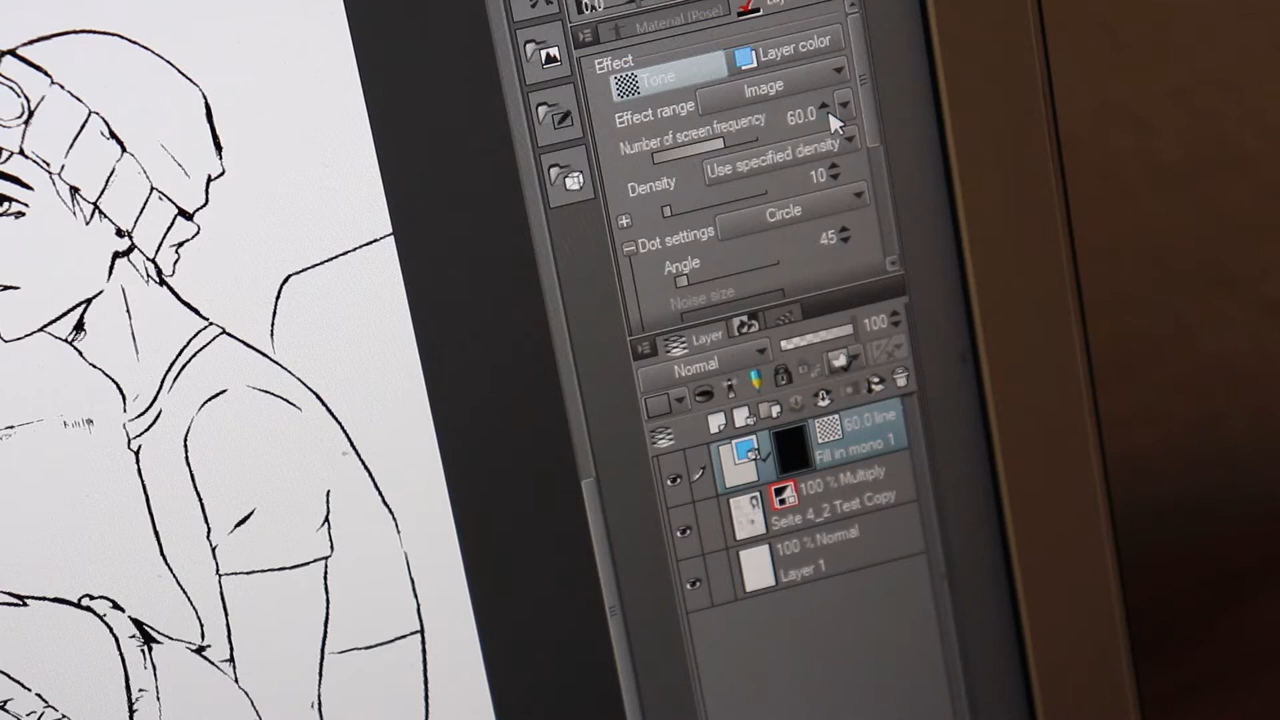 0.0
Material (Pose)
Effect
Tone
Layer color
Effect range
Image
Number of screen frequency
60.0
Use specified density
Density
10
Dot settings
Circle
Angle
45
Noise size
Layer
100
Normal
60.0 line
Fill in mono 1
100 % Multiply
Seite 4_2 Test Copy
100 % Normal
Layer 1